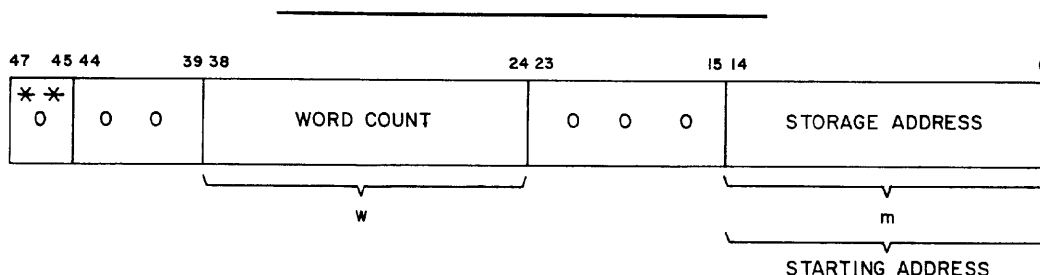 47 45 44 39 38 24 23 15 14
** 0 0 0 WORD COUNT 0 0 0 STORAGE ADDRESS
w m
STARTING ADDRESS